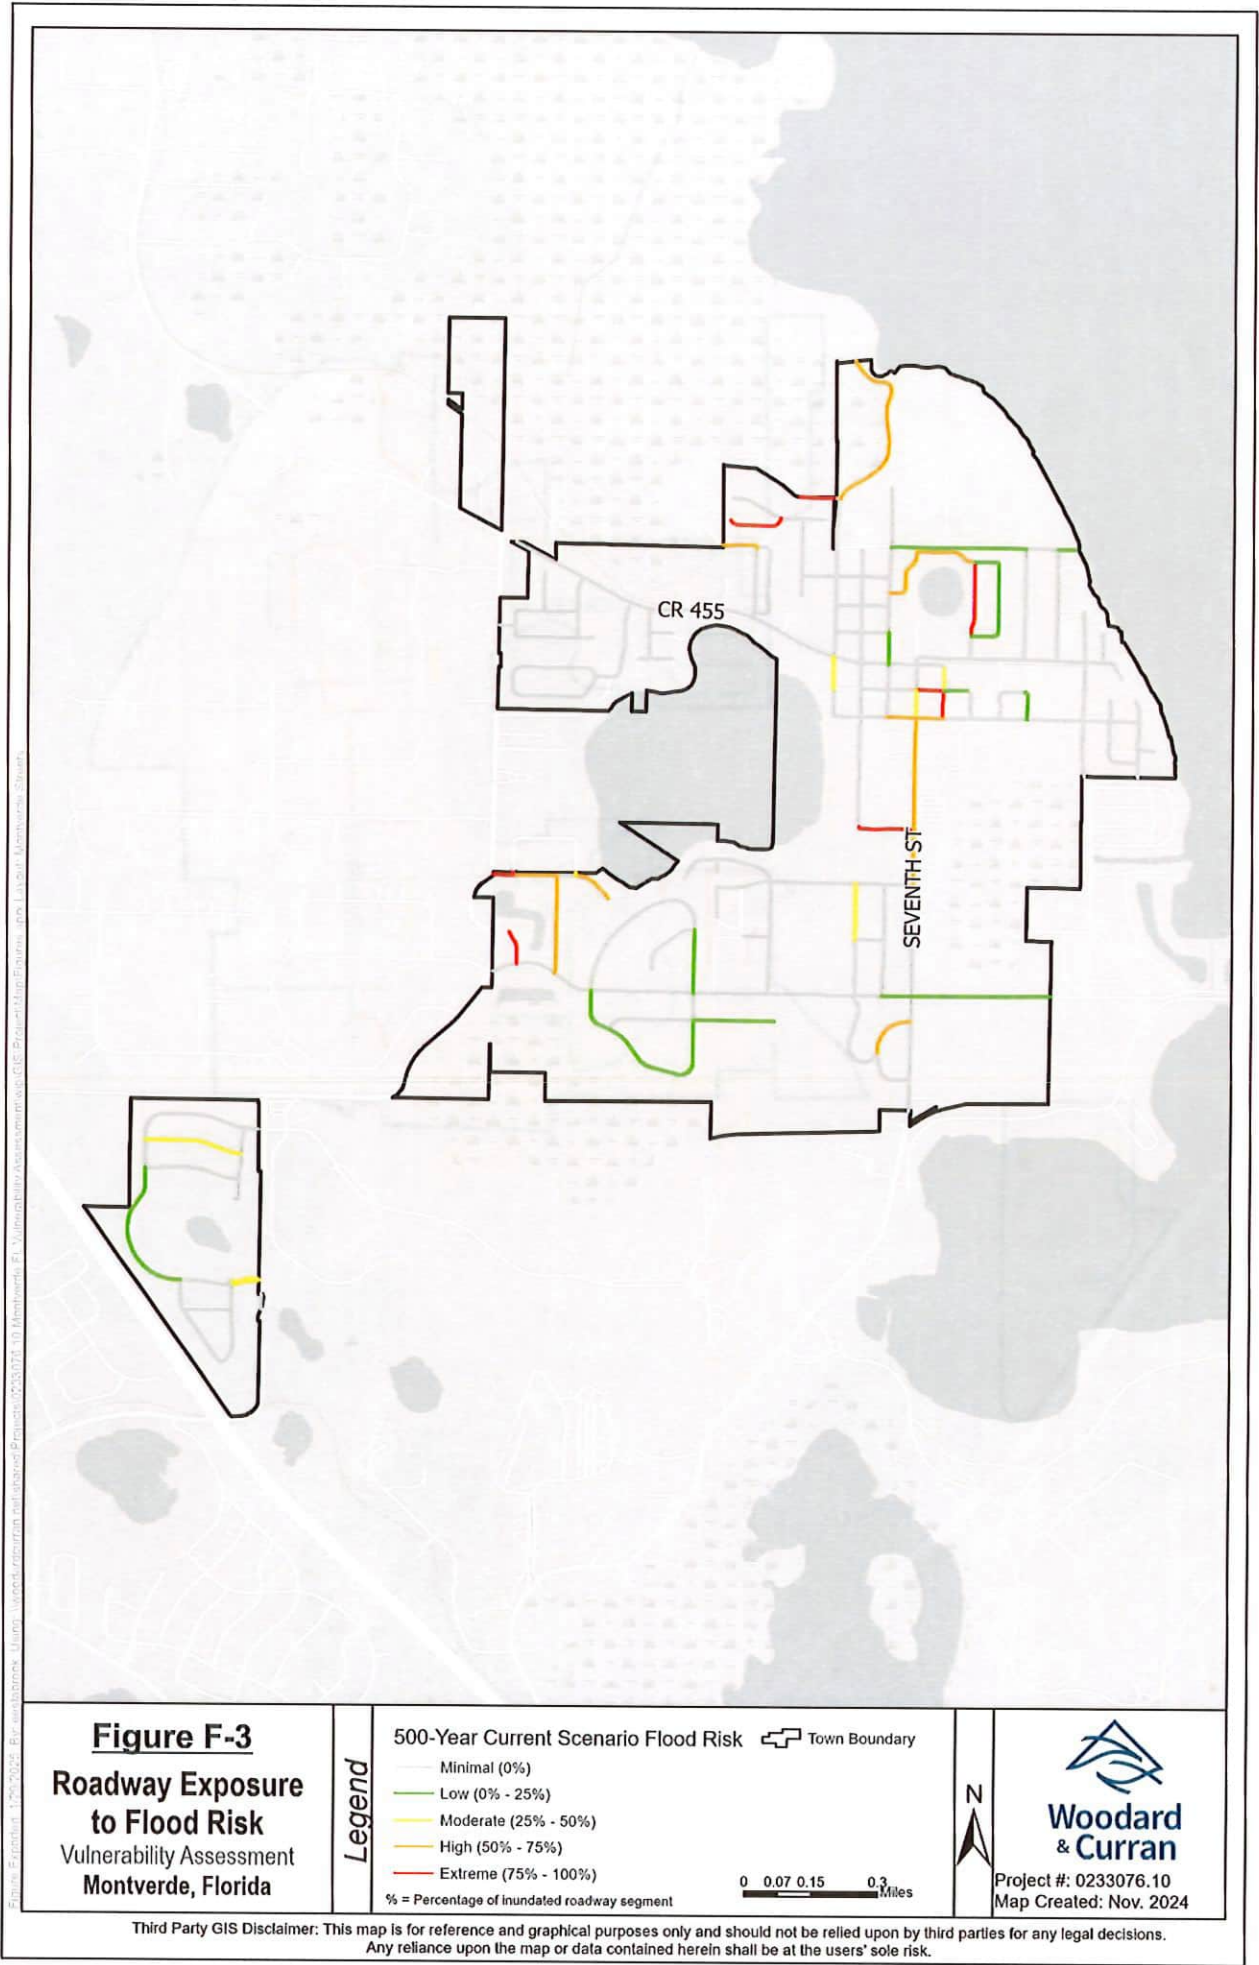 CR 455
SEVENTH ST
Figure F-3
Roadway Exposure
to Flood Risk
Vulnerability Assessment
Montverde, Florida
Legend
500-Year Current Scenario Flood Risk
Town Boundary
Minimal (0%)
Low (0% - 25%)
Moderate (25% - 50%)
High (50% - 75%)
Extreme (75% - 100%)
% = Percentage of inundated roadway segment
0 0.07 0.15 0.3
Miles
N
Woodard
& Curran
Project #: 0233076.10
Map Created: Nov. 2024
Third Party GIS Disclaimer: This map is for reference and graphical purposes only and should not be relied upon by third parties for any legal decisions.
Any reliance upon the map or data contained herein shall be at the users' sole risk.